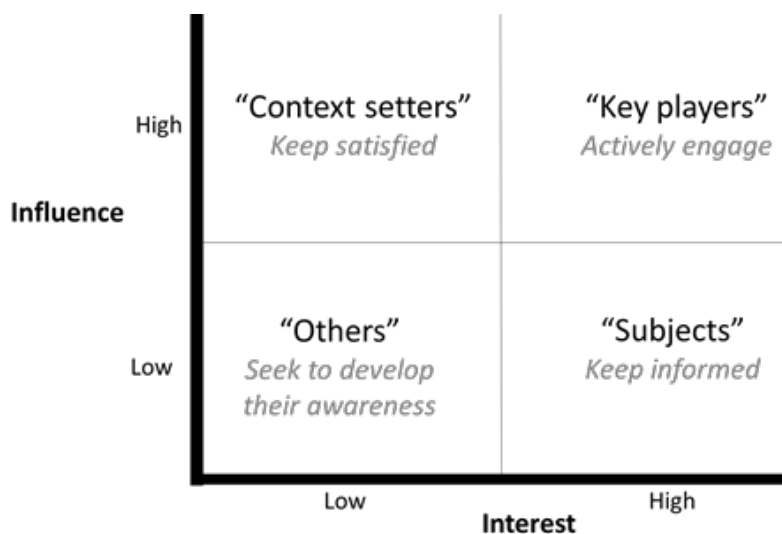 “Context setters”
Keep satisfied
“Key players”
Actively engage
High
Influence
“Others”
Seek to develop
their awareness
“Subjects”
Keep informed
Low
Low
High
Interest